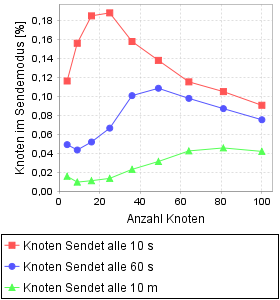 Knoten im Sendemodus [%]
0,18
0,16
0,14
0,12
0,10
0,08
0,06
0,04
0,02
0,00
0 20 40 60 80 100
Anzahl Knoten
Knoten Sendet alle 10 s
Knoten Sendet alle 60 s
Knoten Sendet alle 10 m